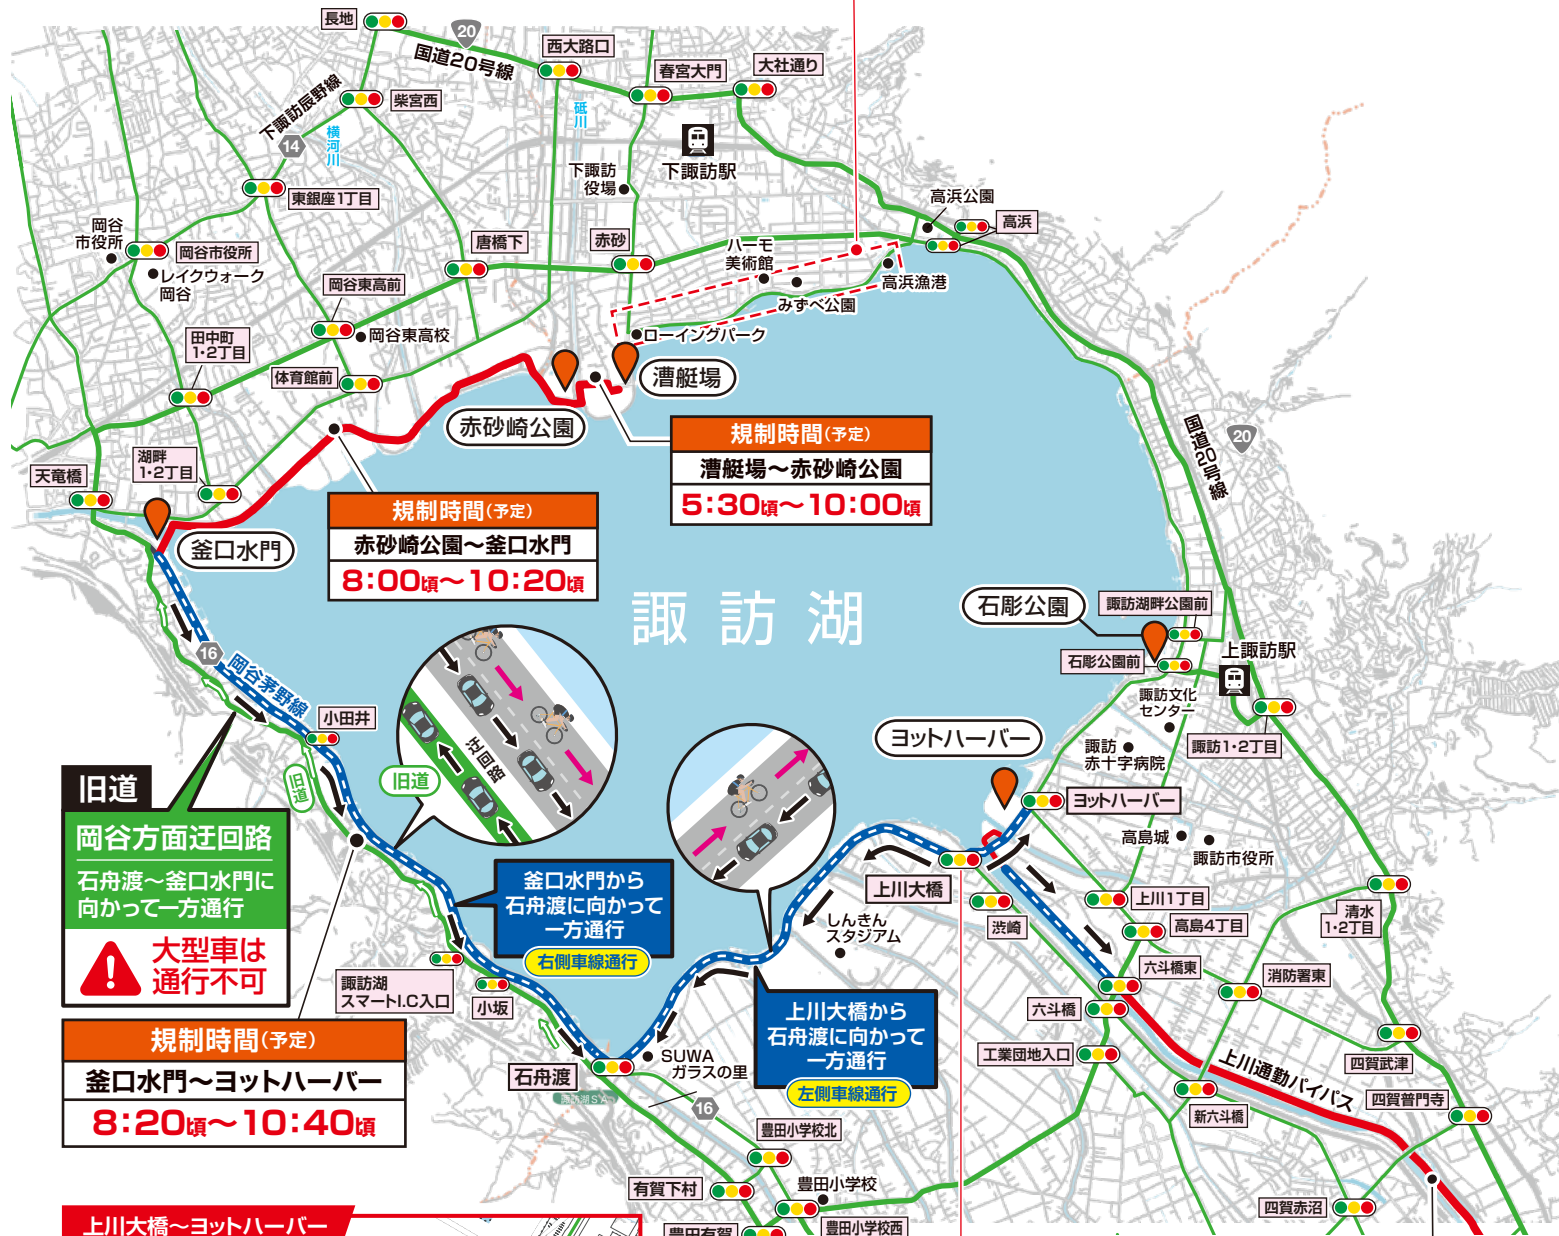 長地
20
国道20号線
西大路口
春宮大門
大社通り
下諏訪辰野線
14
柴宮西
横河川
砥川
下諏訪駅
下諏訪
役場
東銀座1丁目
岡谷
市役所
岡谷市役所
レイクウォーク
岡谷
唐橋下
赤砂
ハーモ
美術館
高浜公園
高浜
高浜漁港
みずべ公園
岡谷東高前
岡谷東高校
田中町
1・2丁目
体育館前
ローイングパーク
漕艇場
赤砂崎公園
規制時間(予定)
漕艇場〜赤砂崎公園
5:30頃〜10:00頃
国道20号線
20
湖畔
1・2丁目
天竜橋
釜口水門
規制時間(予定)
赤砂崎公園〜釜口水門
8:00頃〜10:20頃
諏訪湖
石彫公園
諏訪湖畔公園前
石彫公園前
上諏訪駅
諏訪文化
センター
諏訪1・2丁目
諏訪
赤十字病院
16
岡谷茅野線
小田井
旧道
旧道
迂回路
ヨットハーバー
ヨットハーバー
高島城
諏訪市役所
旧道
岡谷方面迂回路
石舟渡〜釜口水門に
向かって一方通行
大型車は
通行不可
釜口水門から
石舟渡に向かって
一方通行
右側車線通行
上川大橋
しんきん
スタジアム
渋崎
上川1丁目
高島4丁目
清水
1・2丁目
六斗橋東
消防署東
六斗橋
工業団地入口
諏訪湖
スマートI.C入口
小坂
上川大橋から
石舟渡に向かって
一方通行
左側車線通行
上川通勤バイパス
四賀武津
四賀普門寺
新六斗橋
規制時間(予定)
釜口水門〜ヨットハーバー
8:20頃〜10:40頃
石舟渡
諏訪湖SA
SUWA
ガラスの里
16
豊田小学校北
有賀下村
豊田小学校
豊田有賀
豊田小学校西
四賀赤沼
上川大橋〜ヨットハーバー